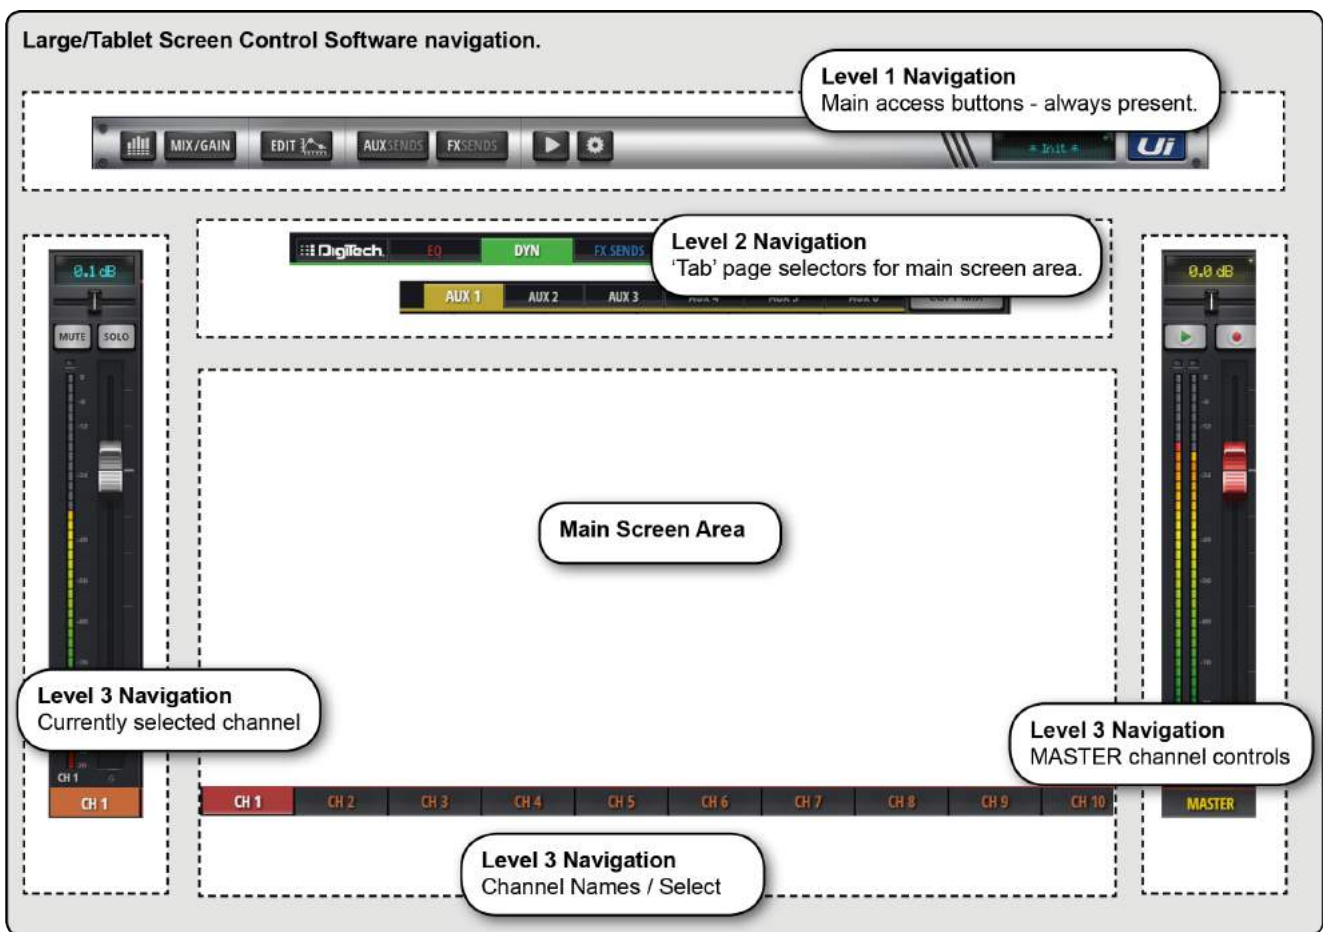 Large/Tablet Screen Control Software navigation.
Level 1 Navigation
Main access buttons - always present.
MIX/GAIN EDIT AUX SENDS FX SENDS * Init * Ui
Level 2 Navigation
'Tab' page selectors for main screen area.
DigiTech EQ DYN FX SENDS
AUX 1 AUX 2 AUX 3
0.1 dB
MUTE SOLO
0.0 dB
Main Screen Area
Level 3 Navigation
Currently selected channel
CH 1
CH 1
Level 3 Navigation
MASTER channel controls
MASTER
CH 1 CH 2 CH 3 CH 4 CH 5 CH 6 CH 7 CH 8 CH 9 CH 10
Level 3 Navigation
Channel Names / Select